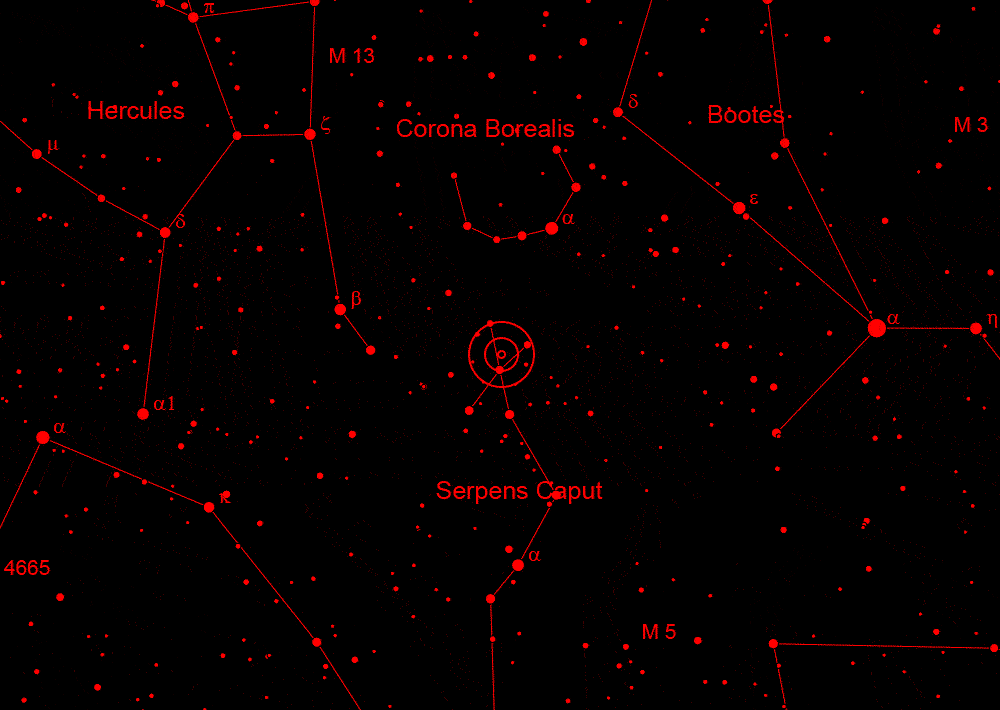 π
M 13
Hercules
δ
Bootes
ζ
Corona Borealis
M 3
μ
ε
δ
α
β
α
η
α1
α
κ
Serpens Caput
α
4665
M 5